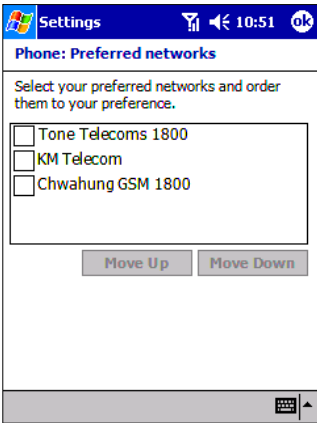 Settings 10:51 ok
Phone: Preferred networks
Select your preferred networks and order
them to your preference.
Tone Telecoms 1800
KM Telecom
Chwahung GSM 1800
Move Up Move Down